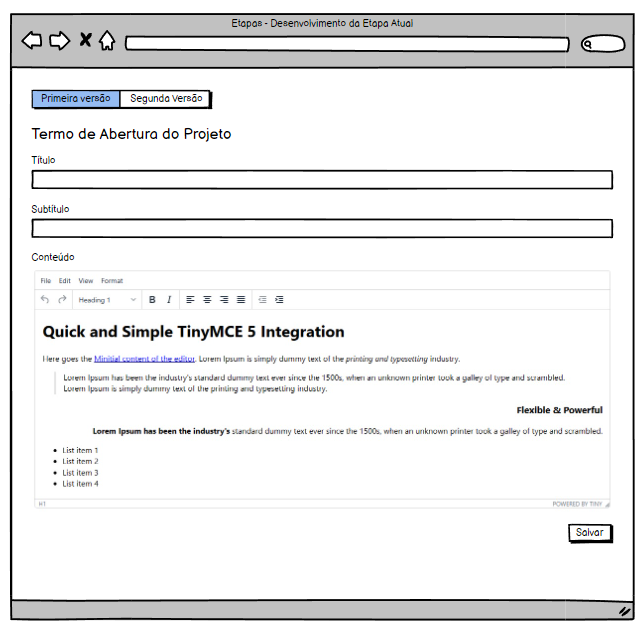 Etapas - Desenvolvimento da Etapa Atual
Primeira versão Segunda Versão
Termo de Abertura do Projeto
Título
Subtítulo
Conteúdo
File Edit View Format
Heading 1 B I
Quick and Simple TinyMCE 5 Integration
Here goes the Minitial content of the editor. Lorem Ipsum is simply dummy text of the printing and typesetting industry.
Lorem Ipsum has been the industry's standard dummy text ever since the 1500s, when an unknown printer took a galley of type and scrambled.
Lorem Ipsum is simply dummy text of the printing and typesetting industry.
Flexible & Powerful
Lorem Ipsum has been the industry's standard dummy text ever since the 1500s, when an unknown printer took a galley of type and scrambled.
• List item 1
• List item 2
• List item 3
• List item 4
H1 POWERED BY TINY
Salvar